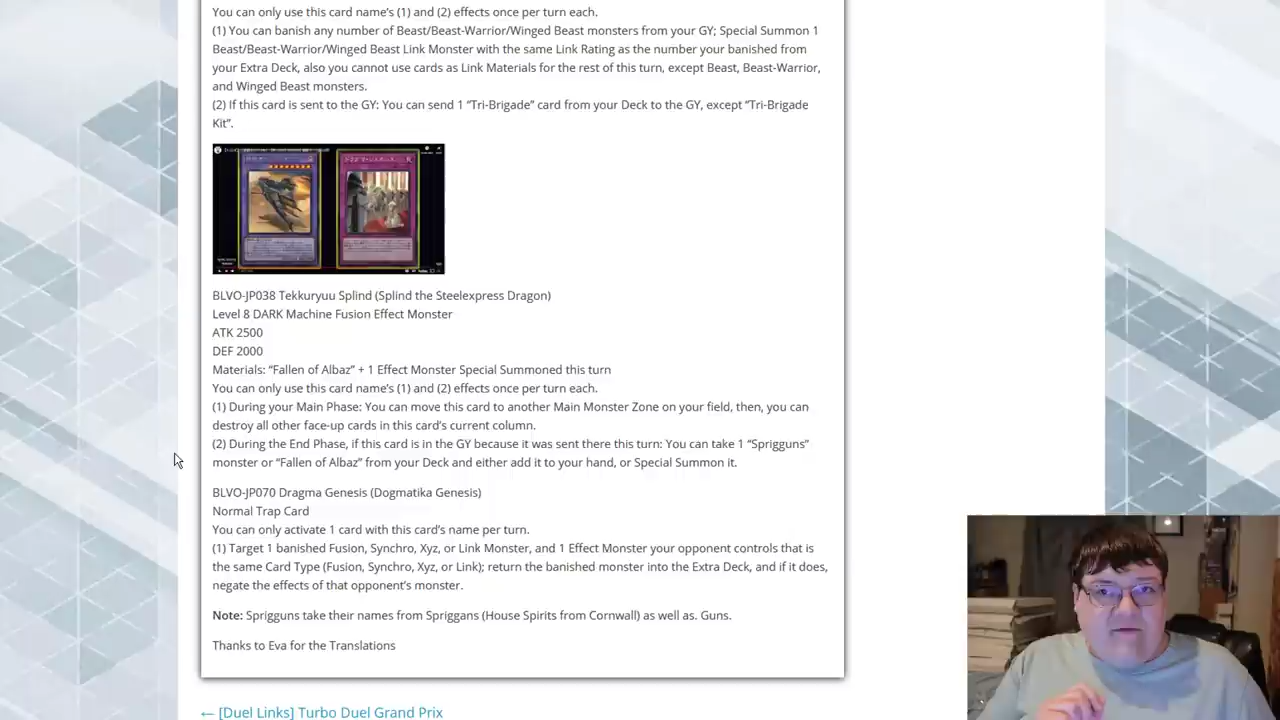 You can only use this card name’s (1) and (2) effects once per turn each.
(1) You can banish any number of Beast/Beast-Warrior/Winged Beast monsters from your GY; Special Summon 1
Beast/Beast-Warrior/Winged Beast Link Monster with the same Link Rating as the number your banished from
your Extra Deck, also you cannot use cards as Link Materials for the rest of this turn, except Beast, Beast-Warrior,
and Winged Beast monsters.
(2) If this card is sent to the GY: You can send 1 “Tri-Brigade” card from your Deck to the GY, except “Tri-Brigade
Kit”.
BLVO-JP038 Tekkuryuu Splind (Splind the Steelexpress Dragon)
Level 8 DARK Machine Fusion Effect Monster
ATK 2500
DEF 2000
Materials: “Fallen of Albaz” + 1 Effect Monster Special Summoned this turn
You can only use this card name’s (1) and (2) effects once per turn each.
(1) During your Main Phase: You can move this card to another Main Monster Zone on your field, then, you can
destroy all other face-up cards in this card’s current column.
(2) During the End Phase, if this card is in the GY because it was sent there this turn: You can take 1 “Sprigguns”
monster or “Fallen of Albaz” from your Deck and either add it to your hand, or Special Summon it.
BLVO-JP070 Dragma Genesis (Dogmatika Genesis)
Normal Trap Card
You can only activate 1 card with this card’s name per turn.
(1) Target 1 banished Fusion, Synchro, Xyz, or Link Monster, and 1 Effect Monster your opponent controls that is
the same Card Type (Fusion, Synchro, Xyz, or Link); return the banished monster into the Extra Deck, and if it does,
negate the effects of that opponent’s monster.
Note: Sprigguns take their names from Spriggans (House Spirits from Cornwall) as well as. Guns.
Thanks to Eva for the Translations
← [Duel Links] Turbo Duel Grand Prix